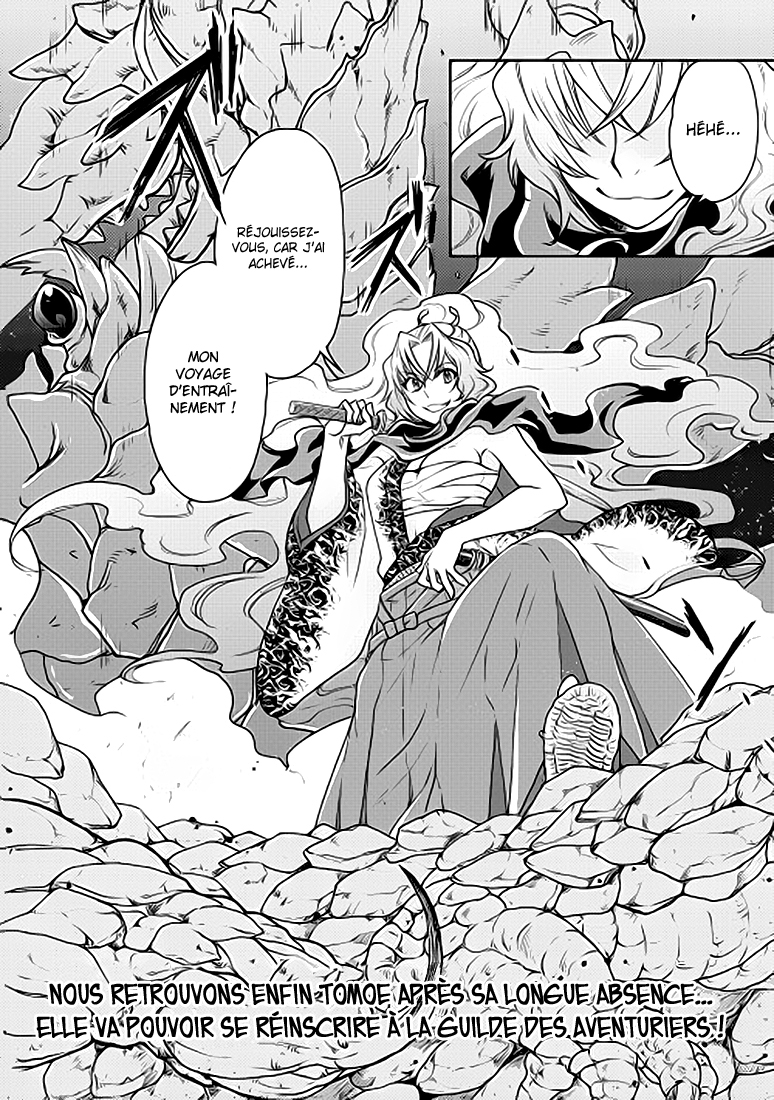 HÉHÉ...
RÉJOUISSEZ-
VOUS, CAR J'AI
ACHEVÉ...
MON
VOYAGE
D'ENTRAÎ-
NEMENT !
NOUS RETROUVONS ENFIN TOMOE APRÈS SA LONGUE ABSENCE...
ELLE VA POUVOIR SE RÉINSCRIRE À LA GUILDE DES AVENTURIERS !